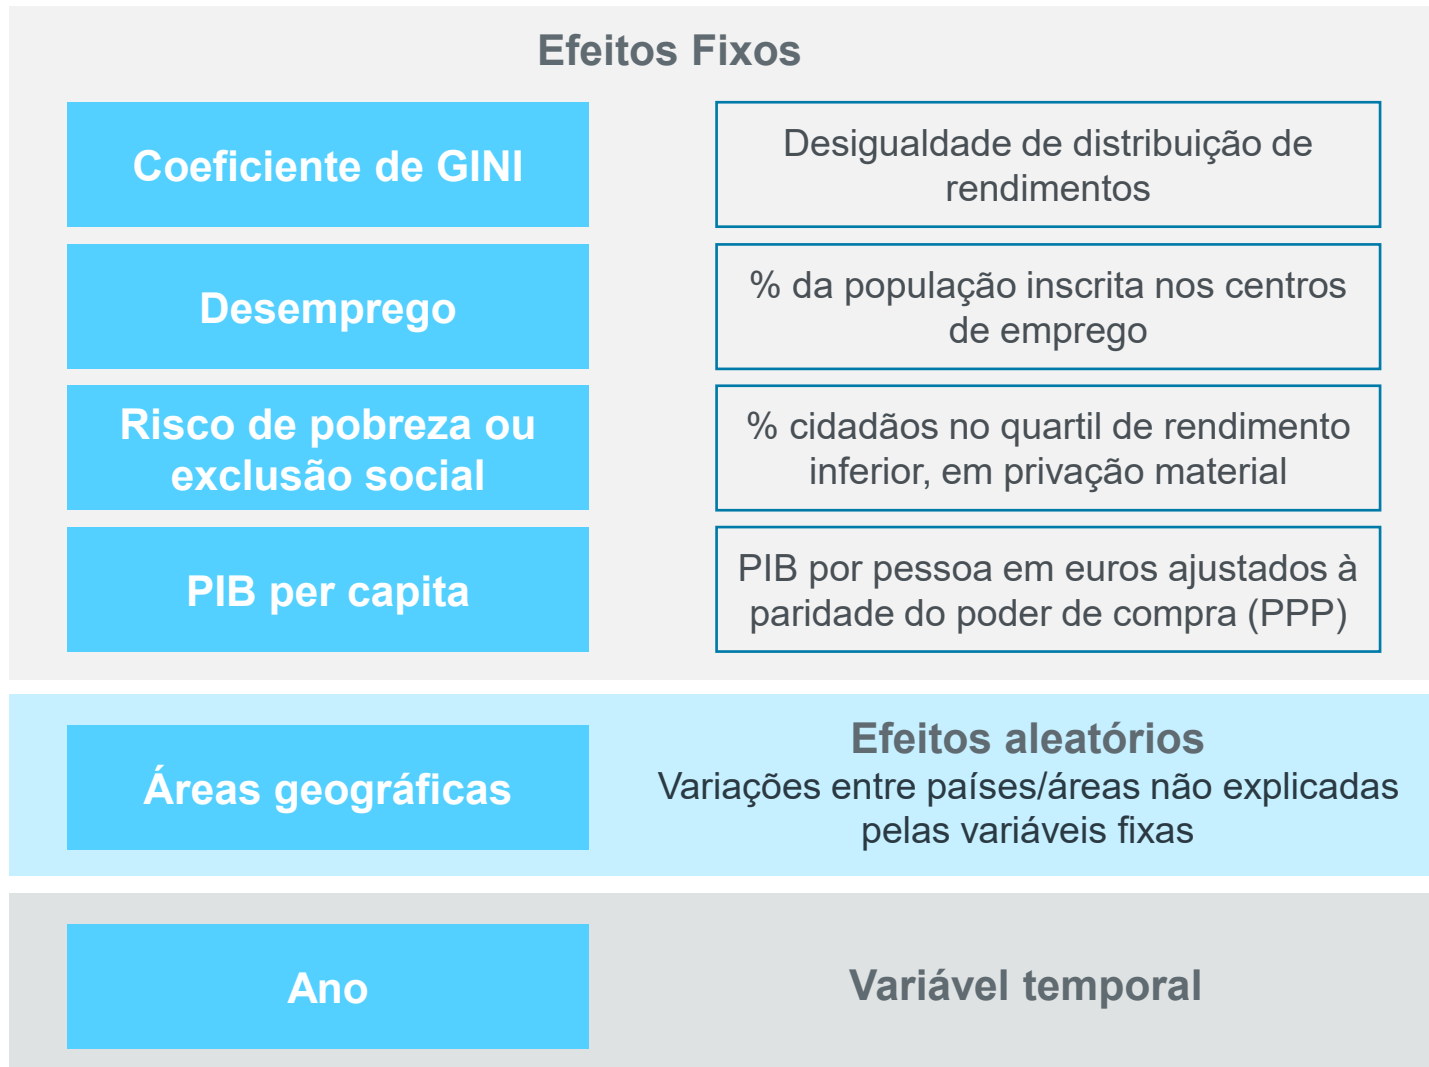 Efeitos Fixos
Coeficiente de GINI
Desigualdade de distribuição de
rendimentos
Desemprego
% da população inscrita nos centros
de emprego
Risco de pobreza ou
exclusão social
% cidadãos no quartil de rendimento
inferior, em privação material
PIB per capita
PIB por pessoa em euros ajustados à
paridade do poder de compra (PPP)
Áreas geográficas
Efeitos aleatórios
Variações entre países/áreas não explicadas
pelas variáveis fixas
Ano
Variável temporal